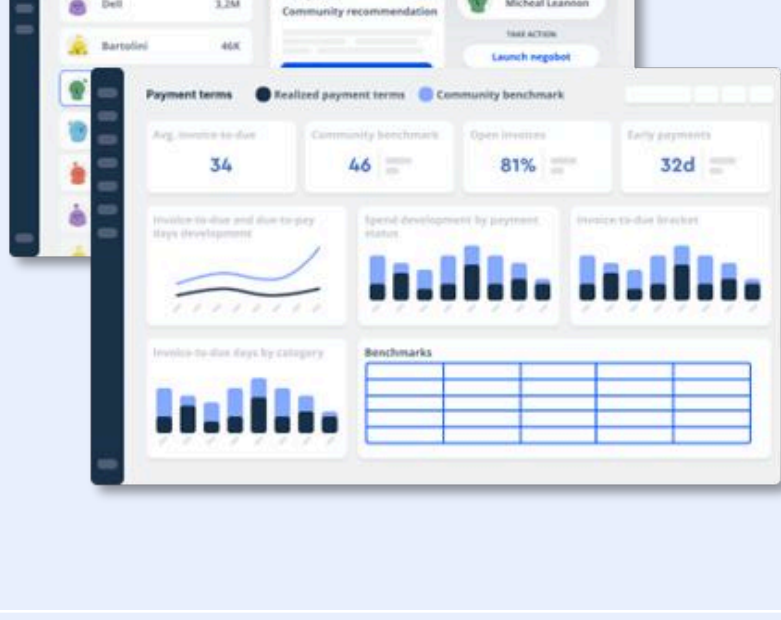 Dell 3,2M
Community recommendation
Micheal Leannon
TAKE ACTION
Bartolini 46K
Launch negobot
Payment terms Realized payment terms Community benchmark
Avg. invoice-to-due
Community benchmark
Open invoices
Early payments
34
46
81%
32d
Invoice-to-due and due-to-pay
days development
Spend development by payment
status
Invoice-to-due bracket
Invoice-to-due days by category
Benchmarks